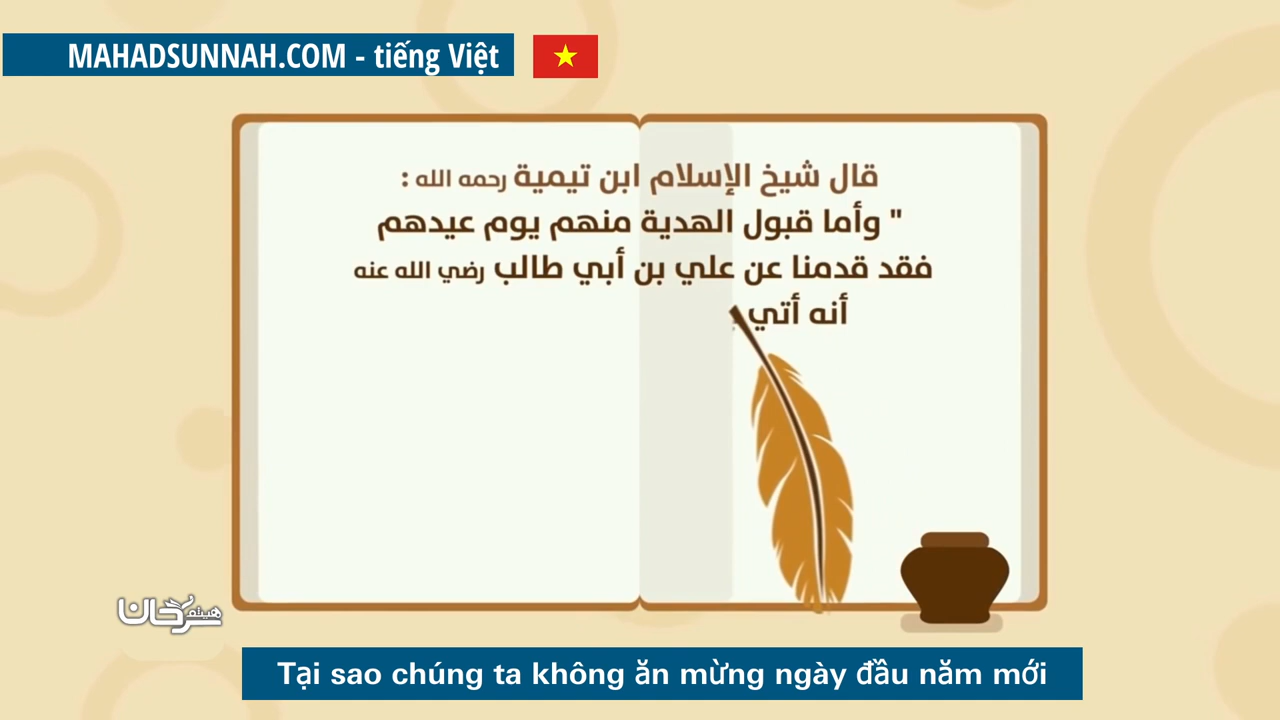 MAHADSUNNAH.COM - tiếng Việt
قال شيخ الإسلام ابن تيمية رحمه الله :
" وأما قبول الهدية منهم يوم عيدهم
فقد قدمنا عن علي بن أبي طالب رضي الله عنه
أنه أتي
هيثم سرحان
Tại sao chúng ta không ăn mừng ngày đầu năm mới